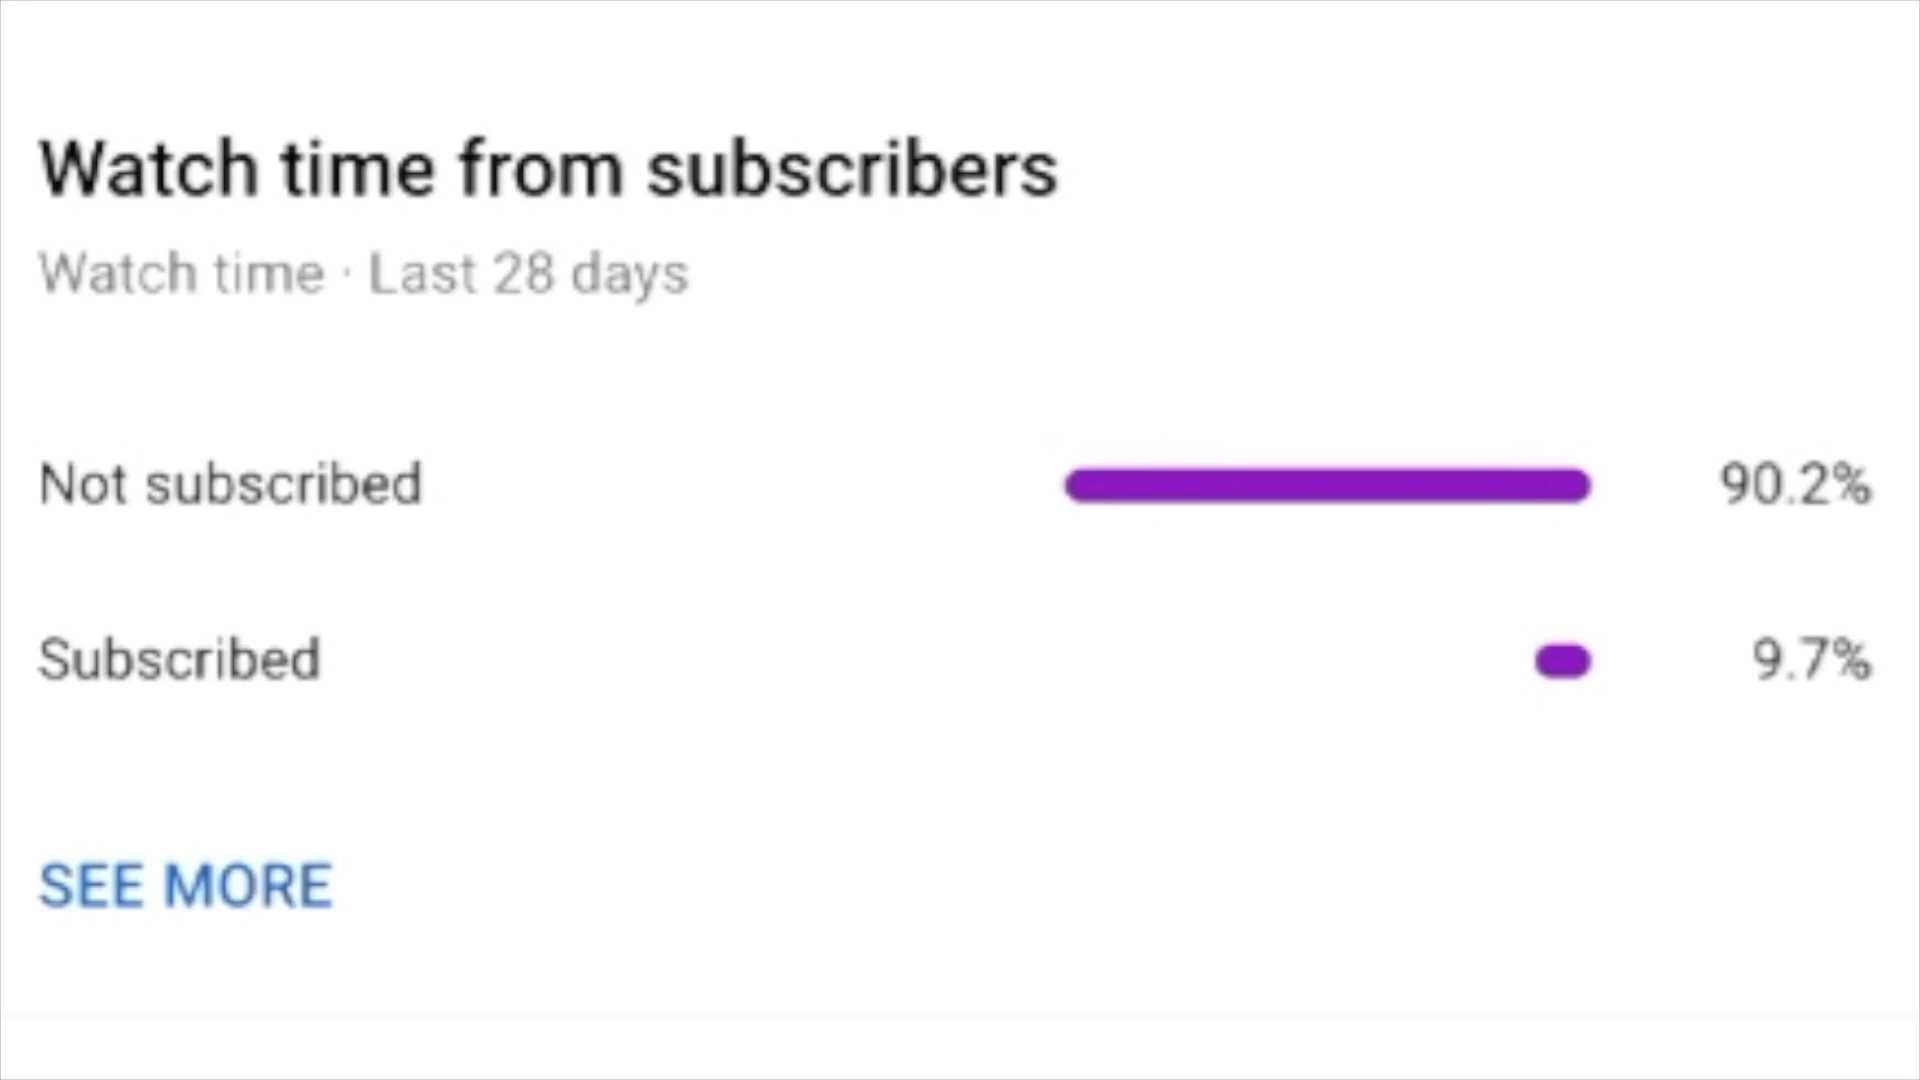 Watch time from subscribers
Watch time · Last 28 days
Not subscribed 90.2%
Subscribed 9.7%
SEE MORE